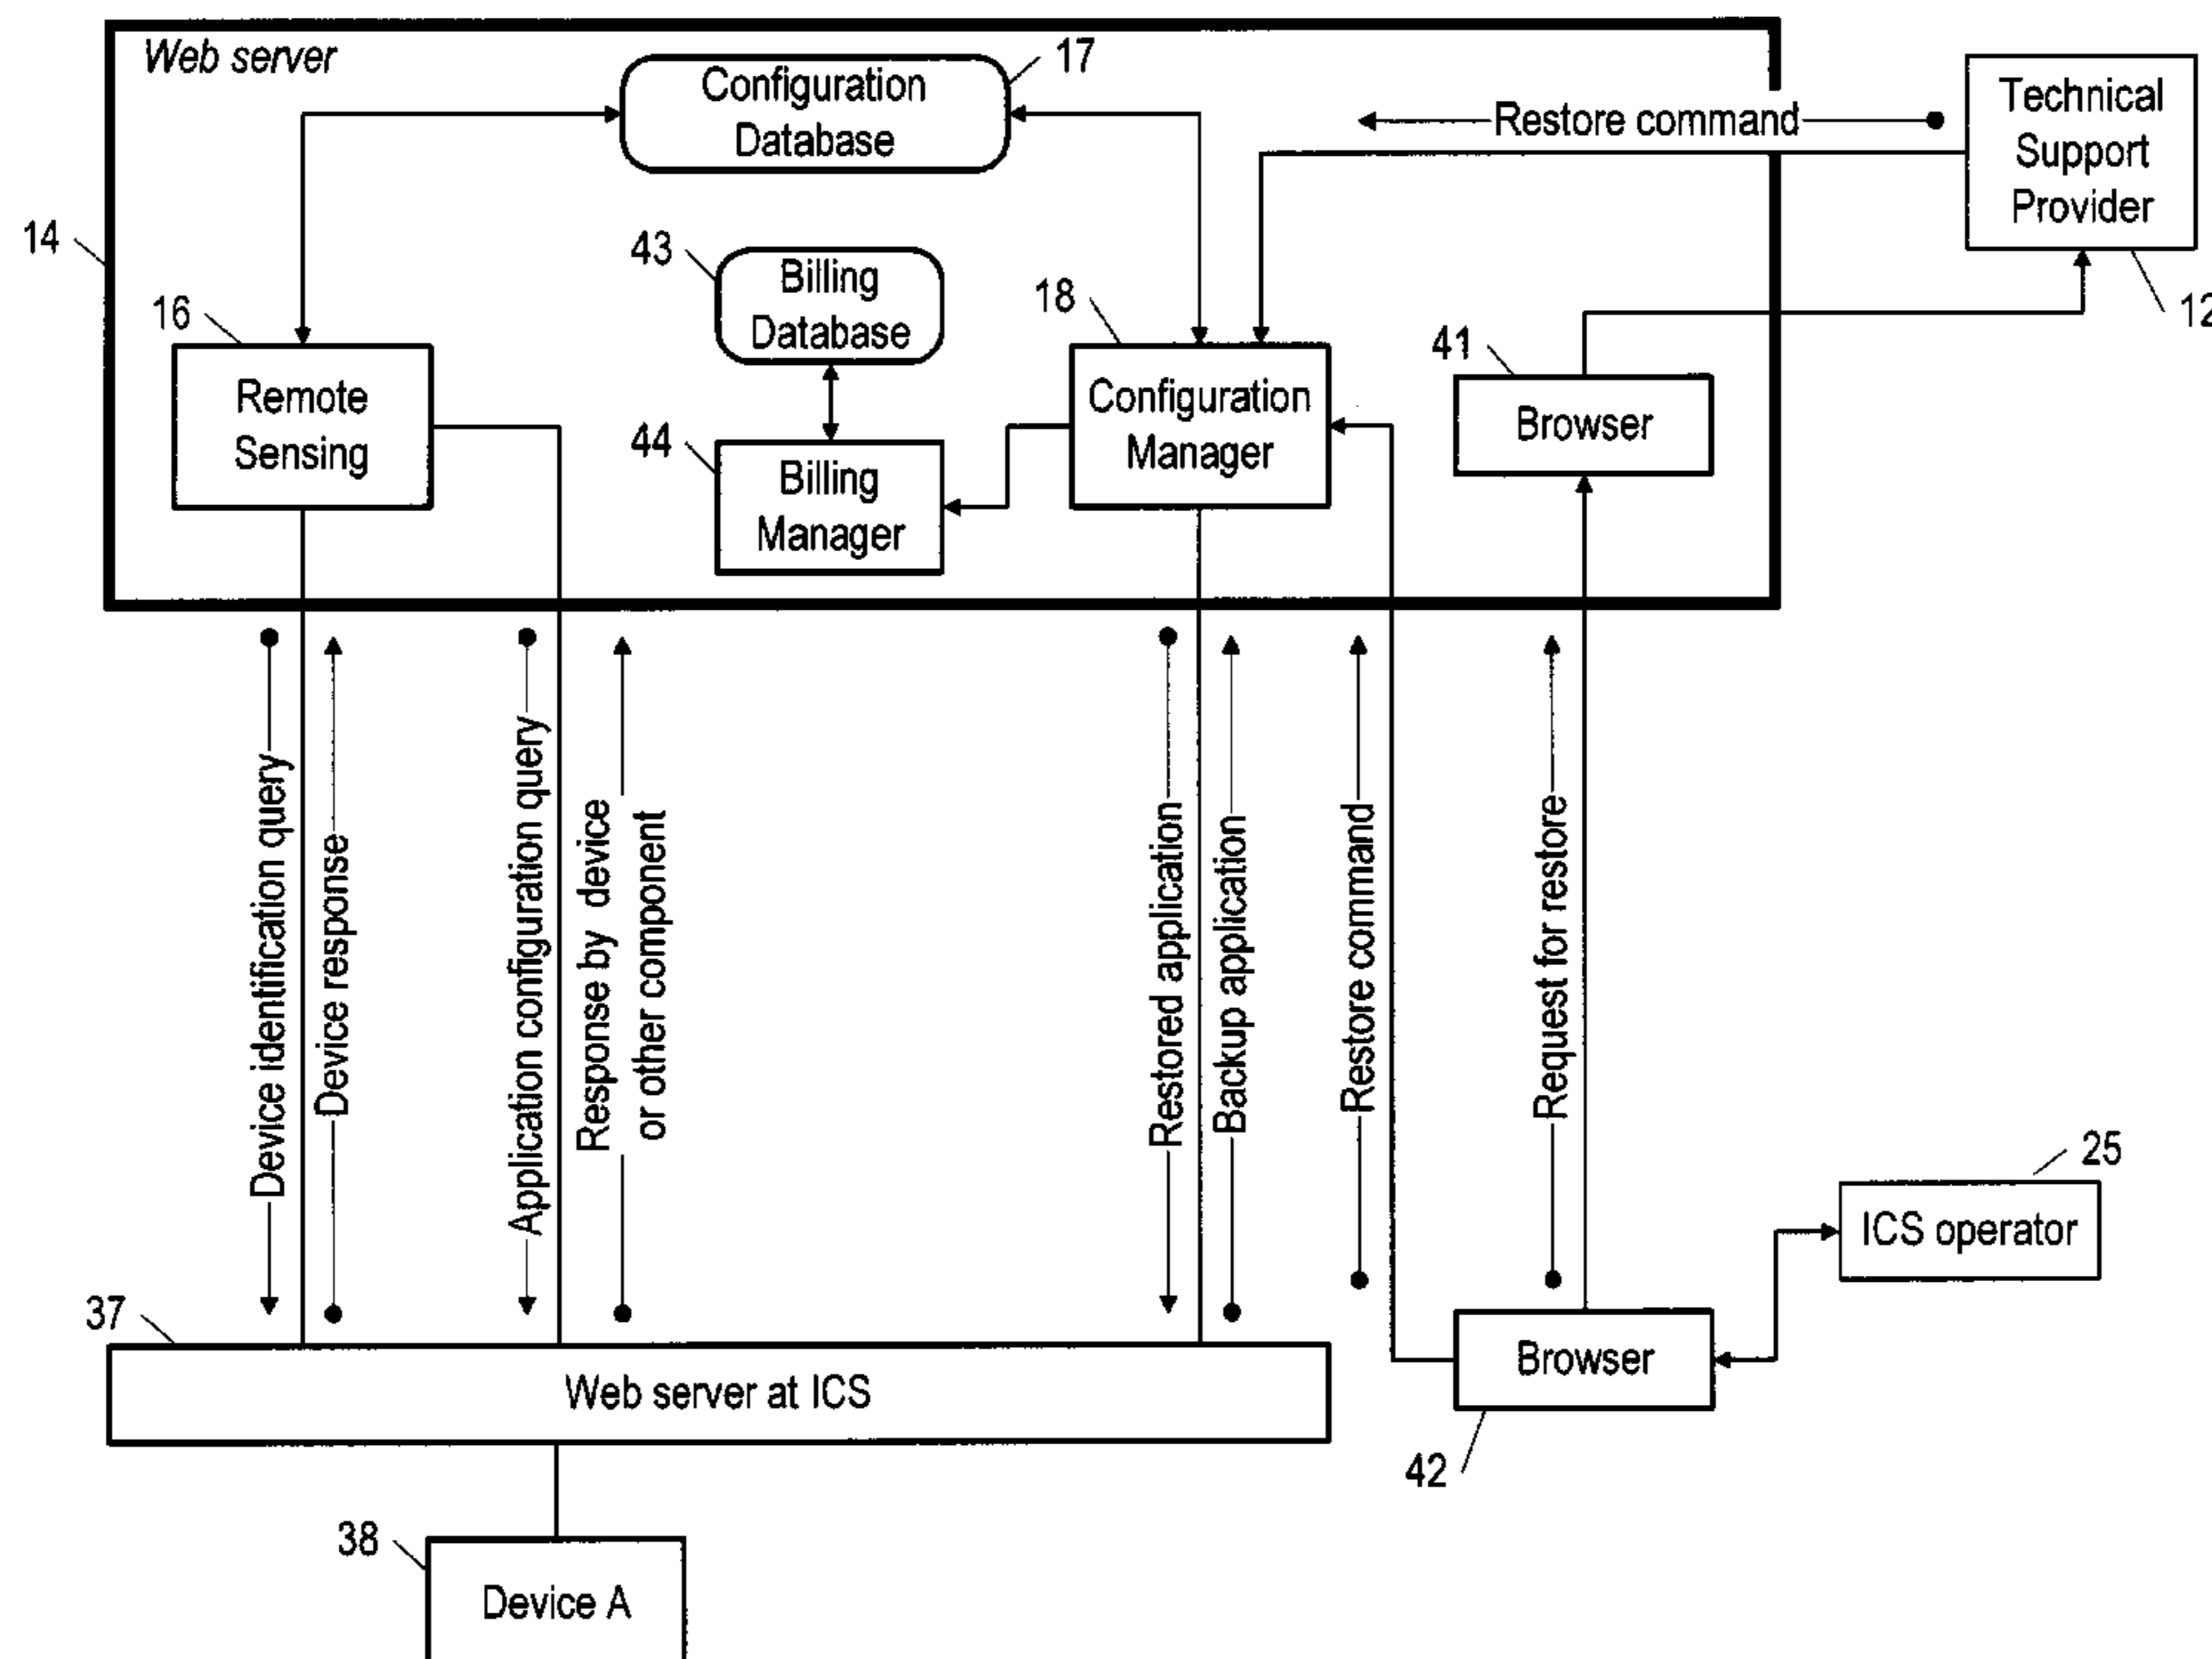 Web server
17
Configuration
Database
Restore command
Technical
Support
Provider
14
43
Billing
Database
18
12
16
41
Remote
Sensing
Configuration
Manager
Browser
44
Billing
Manager
Device identification query
Device response
Application configuration query
Response by device
or other component
Restored application
Backup application
Restore command
Request for restore
25
ICS operator
37
Web server at ICS
Browser
42
38
Device A